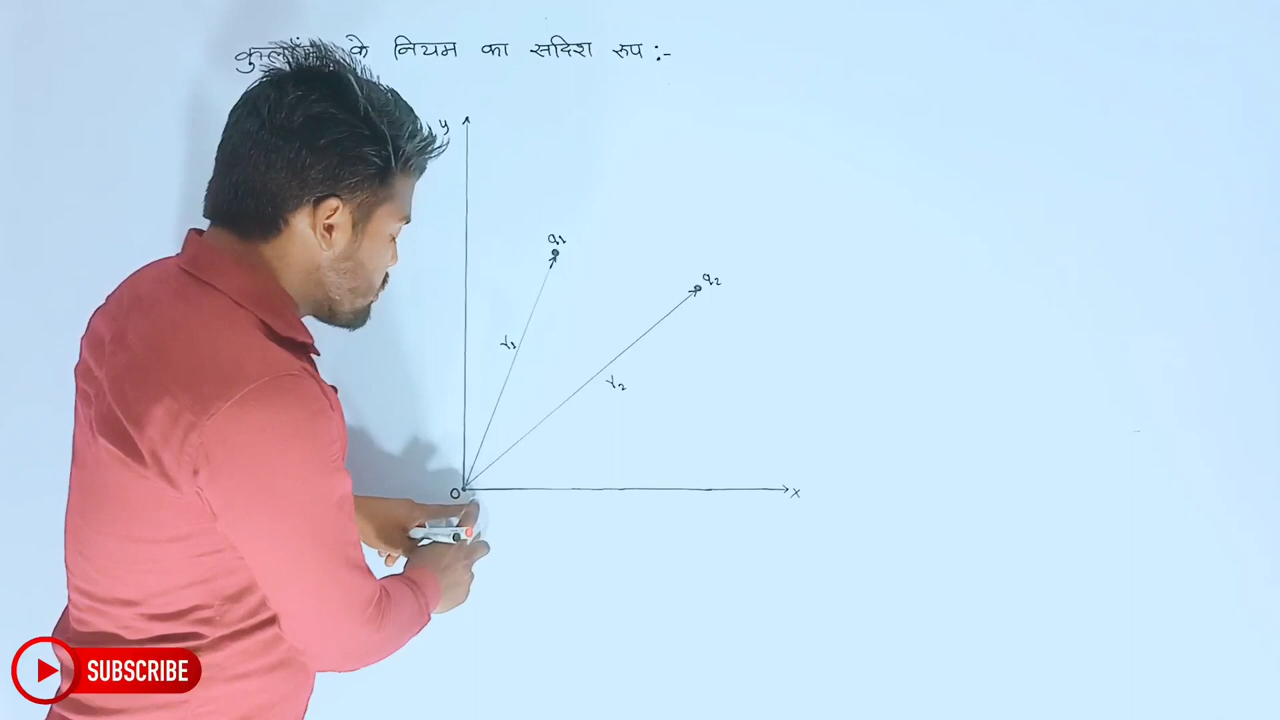 के नियम का सदिश रुप :-
y
q1
q2
r1
r2
O
x
SUBSCRIBE